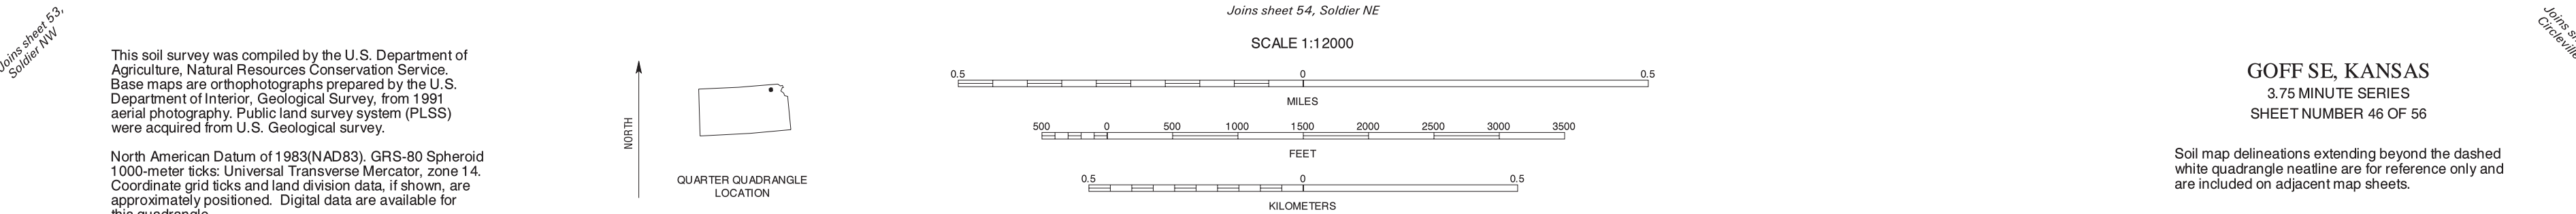 Joins sheet 53,
Soldier NW
This soil survey was compiled by the U.S. Department of
Agriculture, Natural Resources Conservation Service.
Base maps are orthophotographs prepared by the U.S.
Department of Interior, Geological Survey, from 1991
aerial photography. Public land survey system (PLSS)
were acquired from U.S. Geological survey.
North American Datum of 1983(NAD83). GRS-80 Spheroid
1000-meter ticks: Universal Transverse Mercator, zone 14.
Coordinate grid ticks and land division data, if shown, are
approximately positioned. Digital data are available for
this quadrangle
NORTH
QUARTER QUADRANGLE
LOCATION
Joins sheet 54, Soldier NE
SCALE 1:12000
0.5 0 0.5
MILES
500 0 500 1000 1500 2000 2500 3000 3500
FEET
0.5 0 0.5
KILOMETERS
Joins
GOFF SE, KANSAS
3.75 MINUTE SERIES
SHEET NUMBER 46 OF 56
Soil map delineations extending beyond the dashed
white quadrangle neatline are for reference only and
are included on adjacent map sheets.